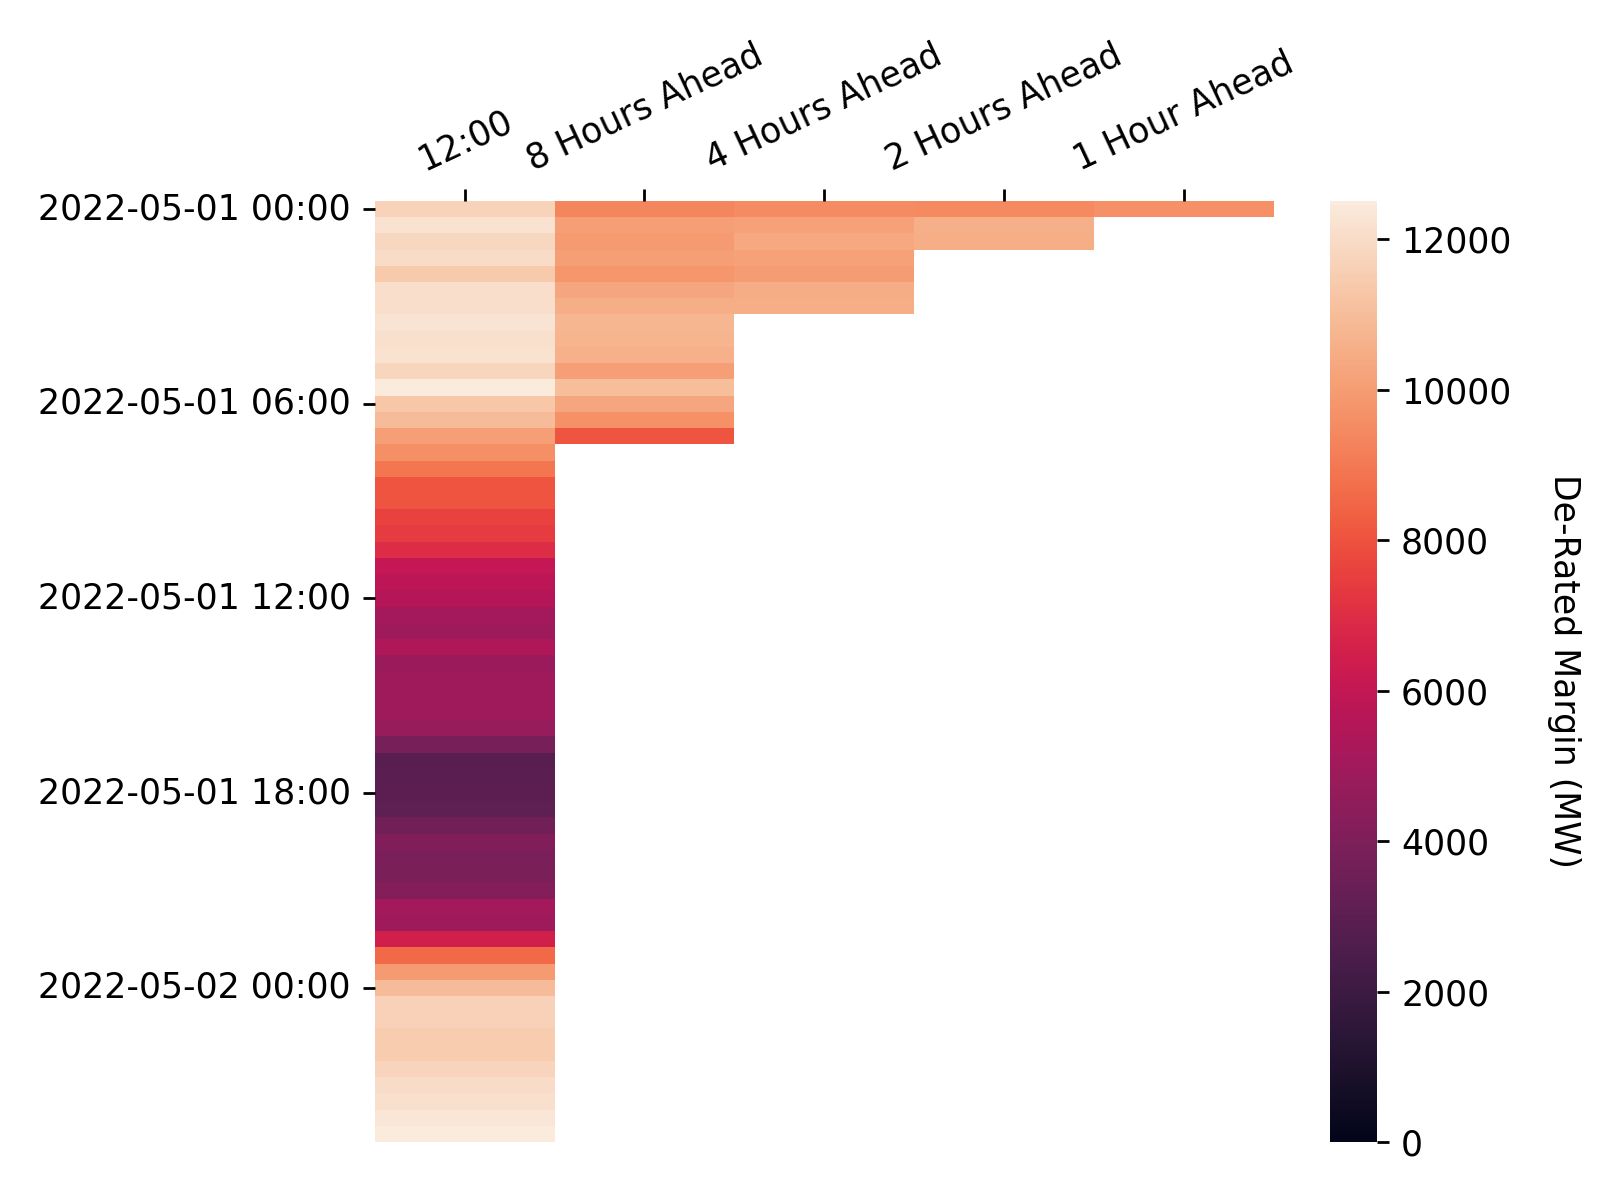 12:00
8 Hours Ahead
4 Hours Ahead
2 Hours Ahead
1 Hour Ahead
2022-05-01 00:00
2022-05-01 06:00
2022-05-01 12:00
2022-05-01 18:00
2022-05-02 00:00
12000
10000
8000
6000
4000
2000
0
De-Rated Margin (MW)